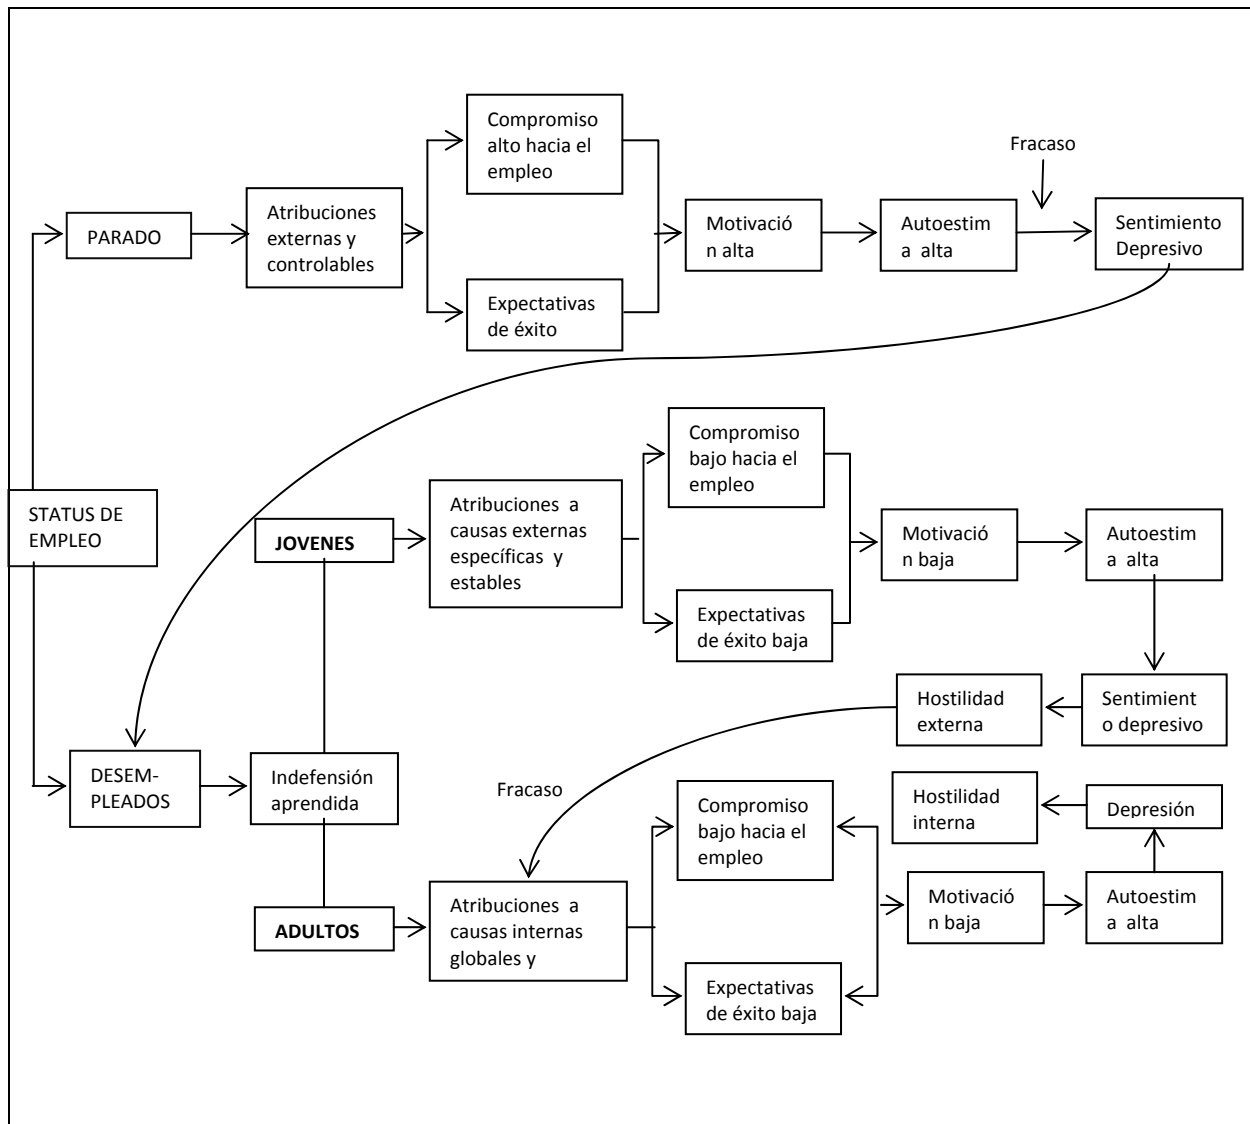 Compromiso
alto hacia el
empleo
Fracaso
PARADO
Atribuciones
externas y
controlables
Motivació
n alta
Autoestim
a alta
Sentimiento
Depresivo
Expectativas
de éxito
Compromiso
bajo hacia el
empleo
STATUS DE
EMPLEO
JOVENES
Atribuciones a
causas externas
específicas y
estables
Motivació
n baja
Autoestim
a alta
Expectativas
de éxito baja
Hostilidad
externa
Sentimient
o depresivo
DESEM-
PLEADOS
Indefensión
aprendida
Fracaso
Compromiso
bajo hacia el
empleo
Hostilidad
interna
Depresión
ADULTOS
Atribuciones a
causas internas
globales y
Motivació
n baja
Autoestim
a alta
Expectativas
de éxito baja